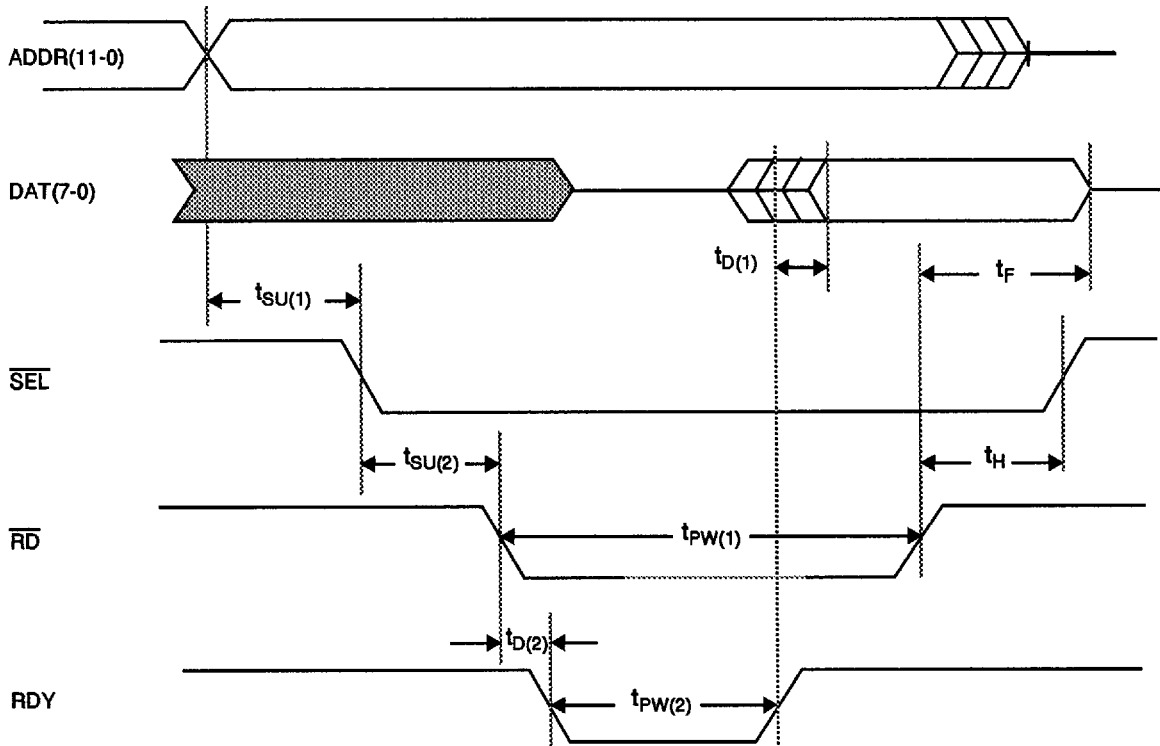 ADDR(11-0)
DAT(7-0)
tD(1)
tF
tSU(1)
SEL
tSU(2)
tH
RD
tPW(1)
tD(2)
RDY
tPW(2)